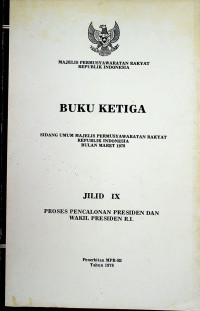 MAJELIS PERMUSYAWARATAN RAKYAT
REPUBLIK INDONESIA
BUKU KETIGA
SIDANG UMUM MAJELIS PERMUSYAWARATAN RAKYAT
REPUBLIK INDONESIA
BULAN MARET 1978
JILID IX
PROSES PENCALONAN PRESIDEN DAN
WAKIL PRESIDEN R.I.
Penerbitan MPR-RI
Tahun 1978